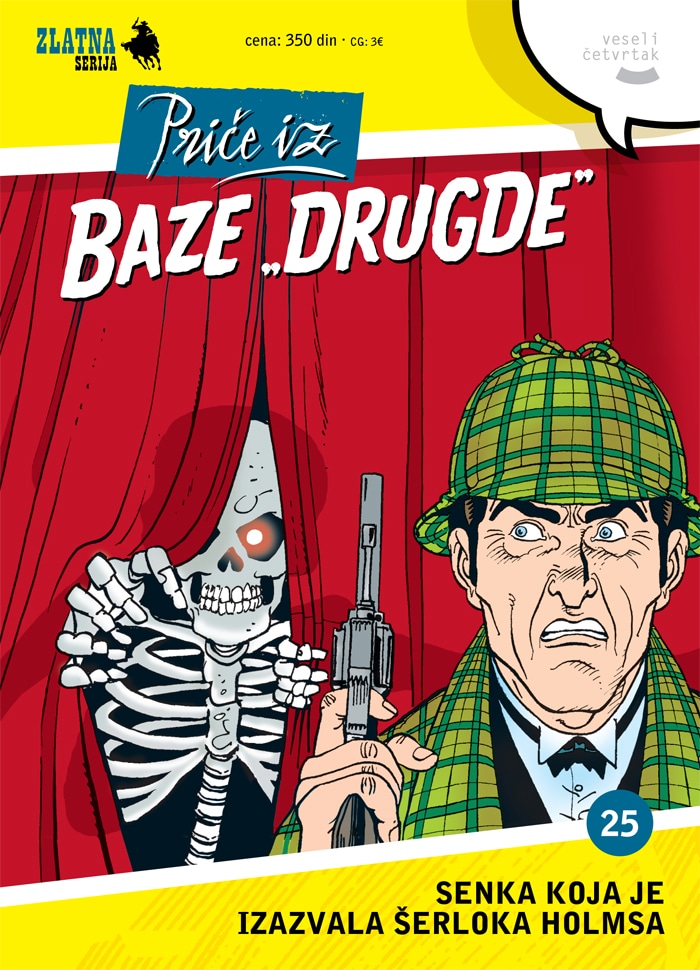 ZLATNA
SERIJA
cena: 350 din · CG: 3€
veseli
četvrtak
Priče iz
BAZE „DRUGDE”
25
SENKA KOJA JE
IZAZVALA ŠERLOKA HOLMSA